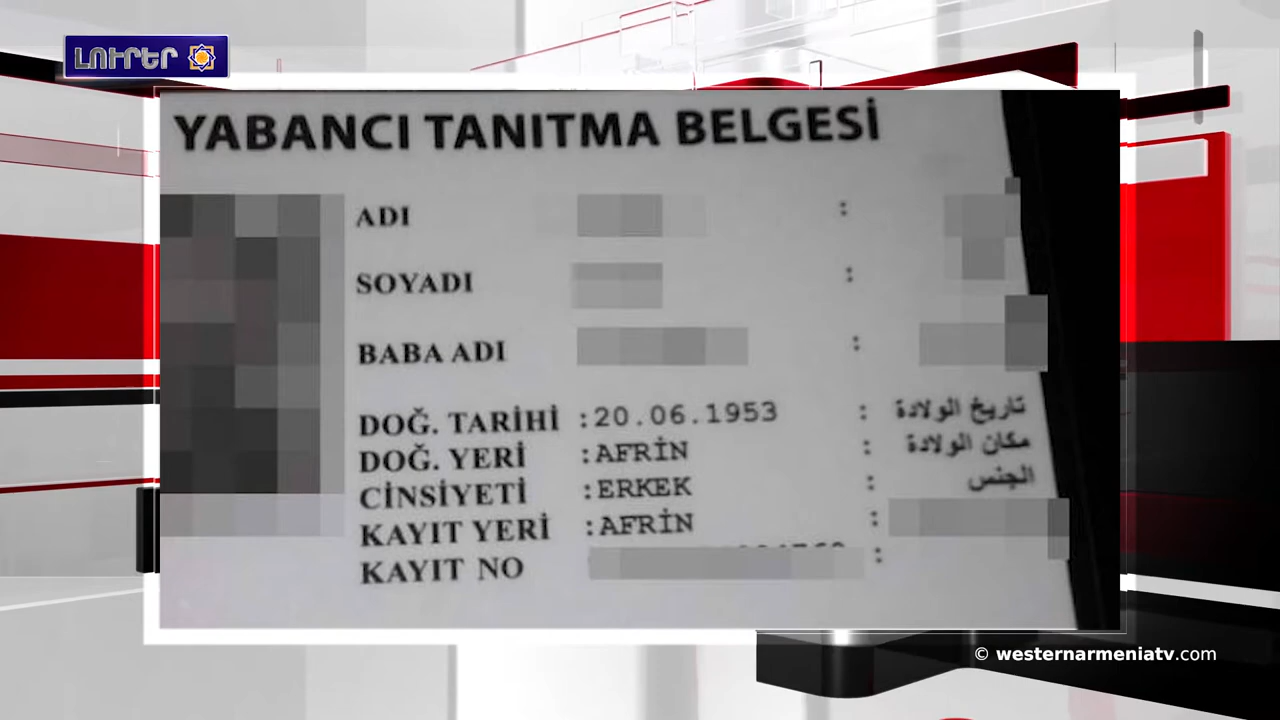 ԼՈՒՐԵՐ
YABANCI TANITMA BELGESİ
ADI :
SOYADI :
BABA ADI :
DOĞ. TARİHİ :20.06.1953 : تاريخ الولادة
DOĞ. YERİ :AFRİN : مكان الولادة
CİNSİYETİ :ERKEK : الجنس
KAYIT YERİ :AFRİN :
KAYIT NO :
© westernarmeniatv.com